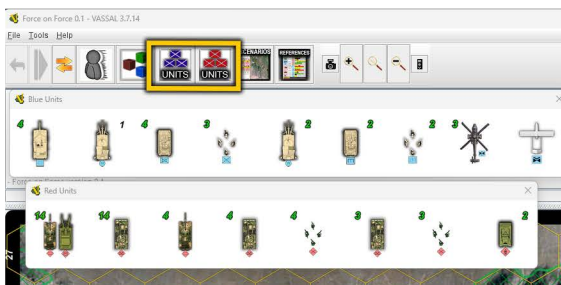 Force on Force 0.1 - VASSAL 3.7.14
File Tools Help
UNITS UNITS SCENARIOS REFERENCES
Blue Units
4 1 4 3 2 2 2 3
Red Units
14 14 4 4 4 3 3 2
27